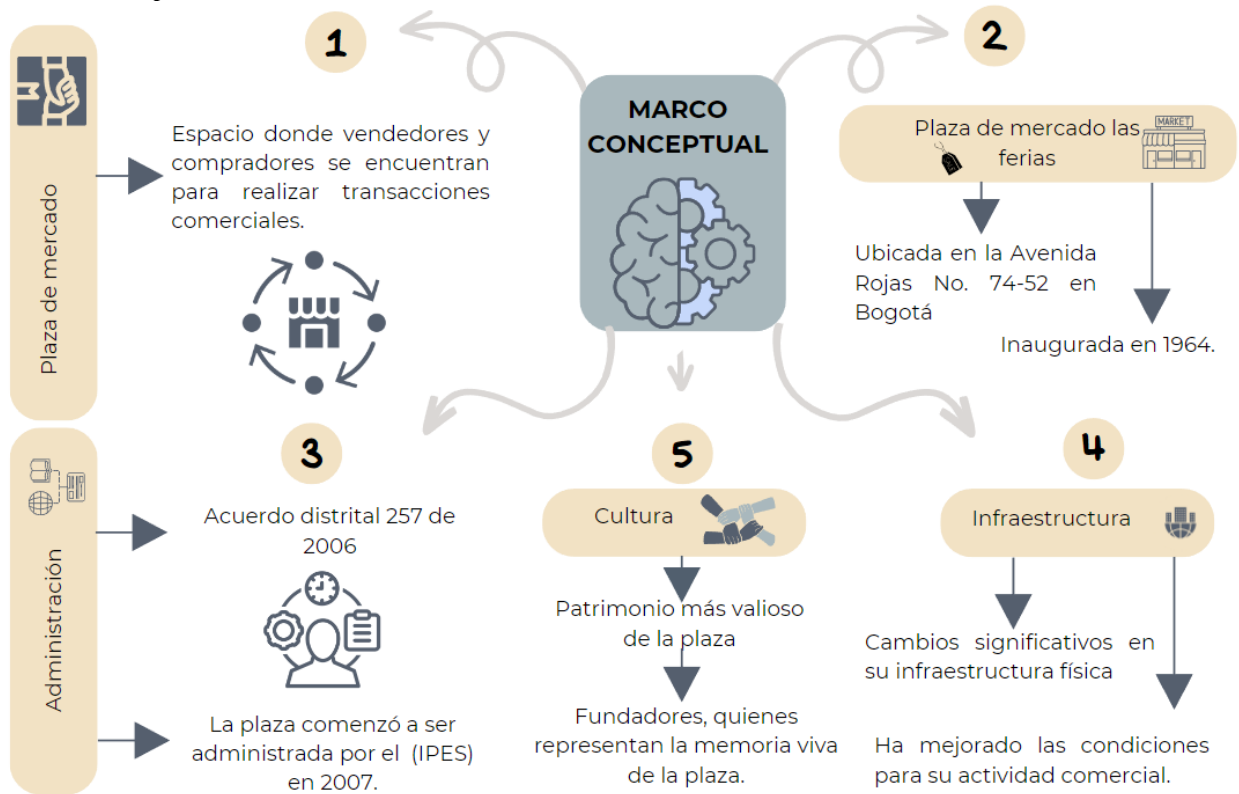 MARCO
CONCEPTUAL
1
Plaza de mercado
Espacio donde vendedores y
compradores se encuentran
para realizar transacciones
comerciales.
2
Plaza de mercado las
ferias
MARKET
Ubicada en la Avenida
Rojas No. 74-52 en
Bogotá
Inaugurada en 1964.
3
Administración
Acuerdo distrital 257 de
2006
La plaza comenzó a ser
administrada por el (IPES)
en 2007.
5
Cultura
Patrimonio más valioso
de la plaza
Fundadores, quienes
representan la memoria viva
de la plaza.
4
Infraestructura
Cambios significativos en
su infraestructura física
Ha mejorado las condiciones
para su actividad comercial.